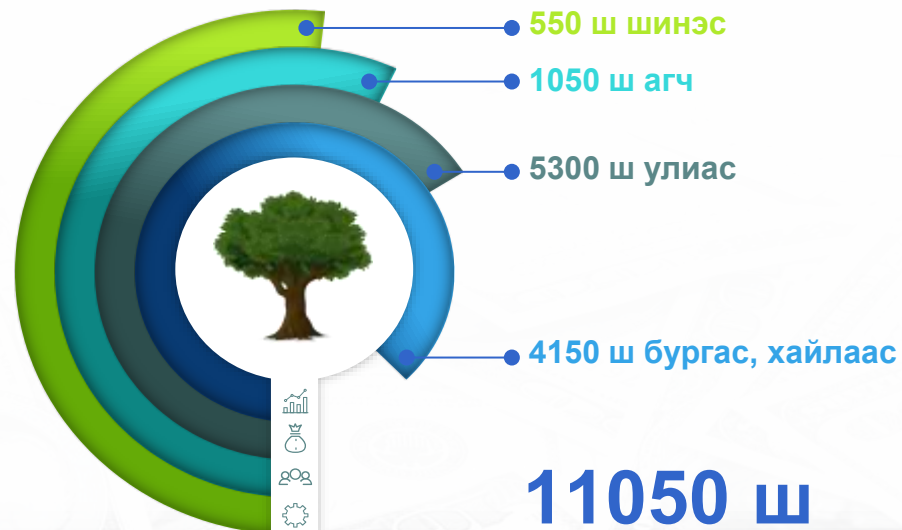 550 ш шинэс
1050 ш агч
5300 ш улиас
4150 ш бургас, хайлаас
11050 ш